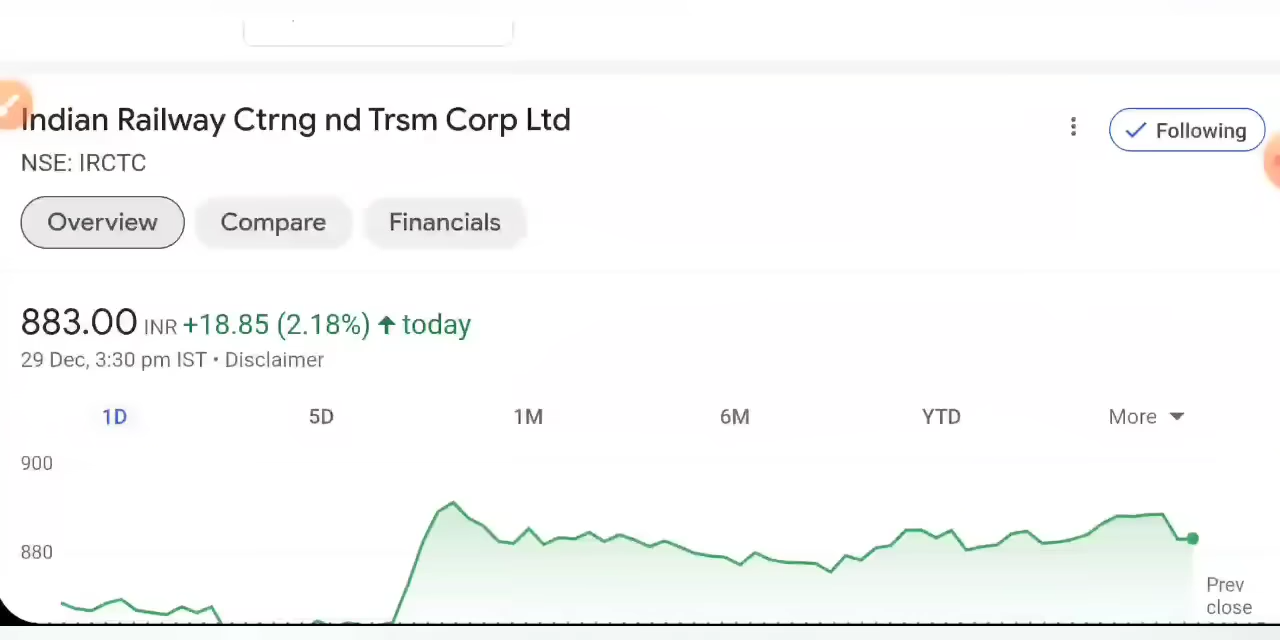 Indian Railway Ctrng nd Trsm Corp Ltd
Following
NSE: IRCTC
Overview Compare Financials
883.00 INR +18.85 (2.18%) ↑ today
29 Dec, 3:30 pm IST • Disclaimer
1D 5D 1M 6M YTD More
900
880
Prev
close